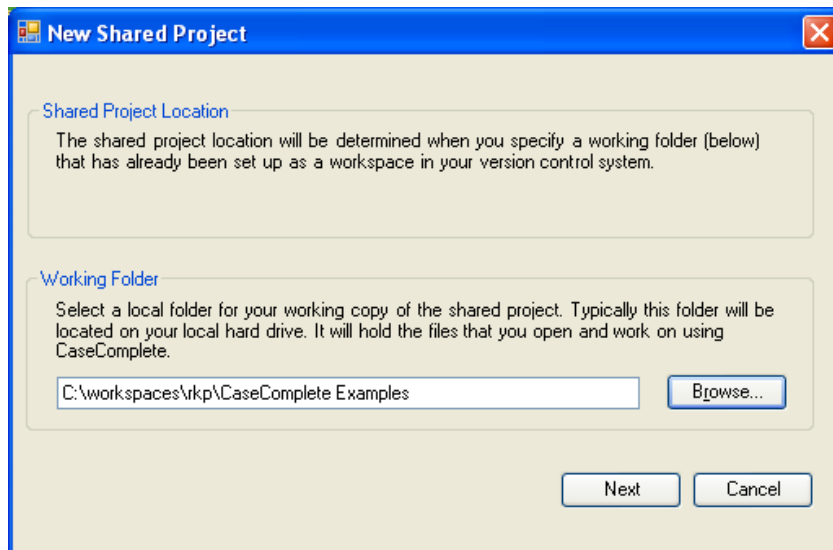 New Shared Project
Shared Project Location
The shared project location will be determined when you specify a working folder (below)
that has already been set up as a workspace in your version control system.
Working Folder
Select a local folder for your working copy of the shared project. Typically this folder will be
located on your local hard drive. It will hold the files that you open and work on using
CaseComplete.
C:\workspaces\rkp\CaseComplete Examples
Browse...
Next
Cancel